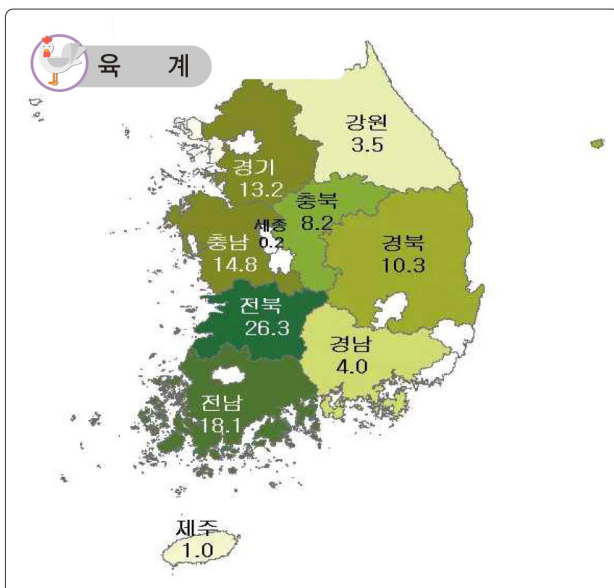 육 계
강원
3.5
경기
13.2
충북
8.2
세종
0.2
충남
14.8
경북
10.3
전북
26.3
경남
4.0
전남
18.1
제주
1.0